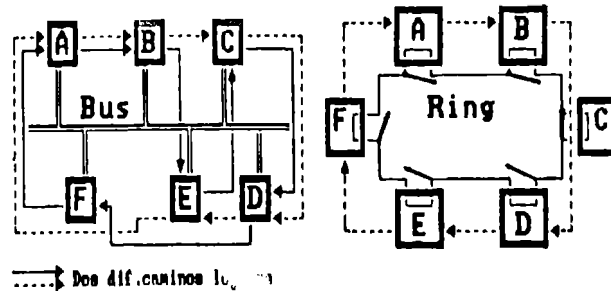 A B C
Bus
F E D
A B
F Ring C
E D
Dos dif.caminos